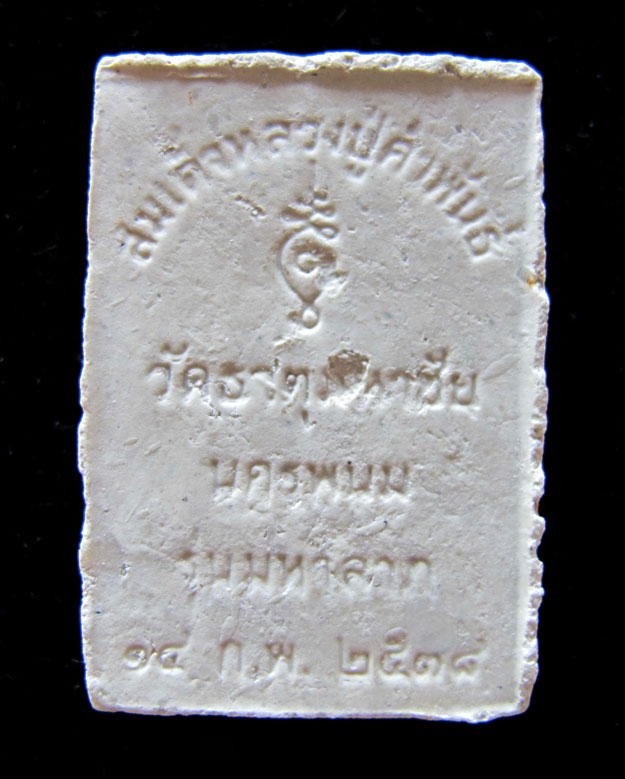 สมเด็จหลวงปู่คำพันธ์
วัดธาตุมหาชัย
นครพนม
รุ่นมหาลาภ
๑๔ ก.พ. ๒๕๓๘